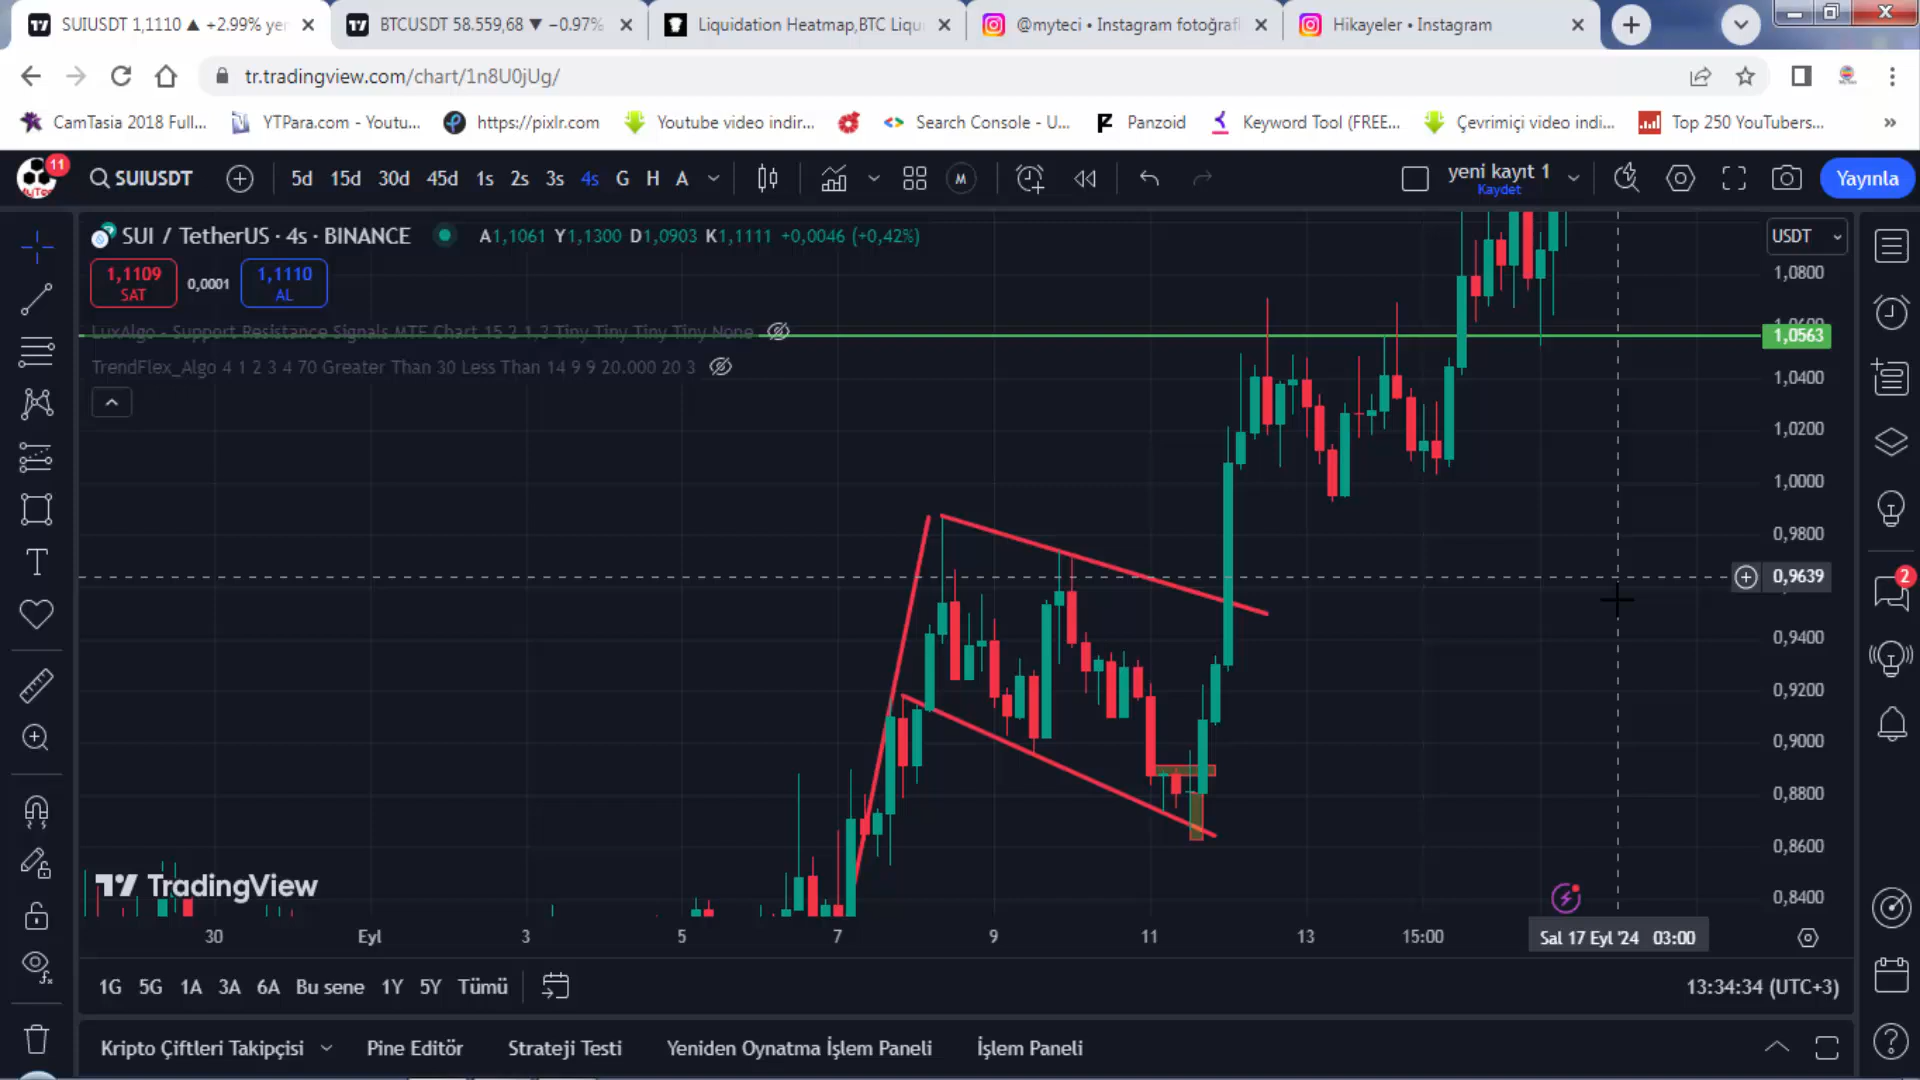 SUIUSDT 1,1110 ▲ +2.99% yeı
BTCUSDT 58.559,68 ▼ −0.97%
Liquidation Heatmap,BTC Liqu
@myteci • Instagram fotoğrafl
Hikayeler • Instagram
tr.tradingview.com/chart/1n8U0jUg/
CamTasia 2018 Full...
YTPara.com - Youtu...
https://pixlr.com
Youtube video indir...
Search Console - U...
Panzoid
Keyword Tool (FREE...
Çevrimiçi video indi...
Top 250 YouTubers...
»
11
SUIUSDT
5d 15d 30d 45d 1s 2s 3s 4s G H A
M
yeni kayıt 1
Kaydet
Yayınla
SUI / TetherUS · 4s · BINANCE
A1,1061 Y1,1300 D1,0903 K1,1111 +0,0046 (+0,42%)
USDT
1,1109
SAT
0,0001
1,1110
AL
LuxAlgo - Support Resistance Signals MTF Chart 15 2 1,3 Tiny Tiny Tiny Tiny None
TrendFlex_Algo 4 1 2 3 4 70 Greater Than 30 Less Than 14 9 9 20.000 20 3
1,0800
1,0563
1,0400
1,0200
1,0000
0,9800
0,9639
0,9400
0,9200
0,9000
0,8800
0,8600
0,8400
2
TradingView
30 Eyl 3 5 7 9 11 13 15:00
Sal 17 Eyl '24 03:00
1G 5G 1A 3A 6A Bu sene 1Y 5Y Tümü
13:34:34 (UTC+3)
Kripto Çiftleri Takipçisi
Pine Editör
Strateji Testi
Yeniden Oynatma İşlem Paneli
İşlem Paneli